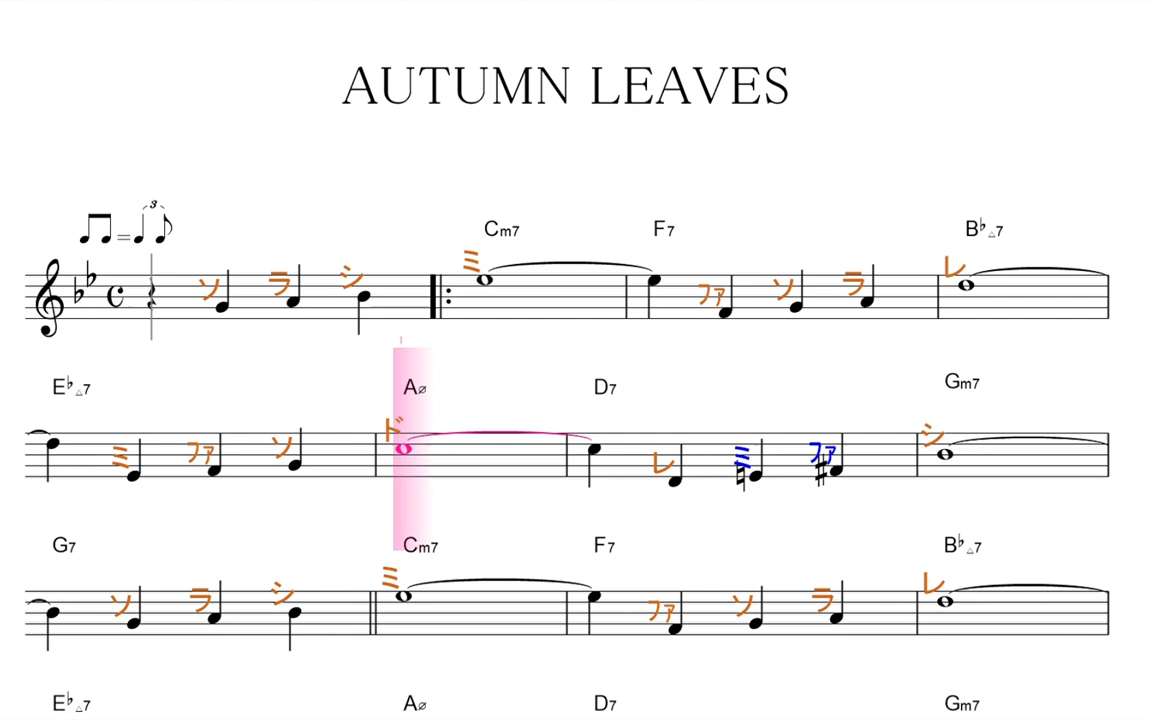 AUTUMN LEAVES
3
=
Cm7 F7 B♭△7
ソ ラ シ ミ ファ ソ ラ レ
E♭△7 Aø D7 Gm7
ミ ファ ソ ド レ ミ ファ シ
G7 Cm7 F7 B♭△7
ソ ラ シ ミ ファ ソ ラ レ
E♭△7 Aø D7 Gm7